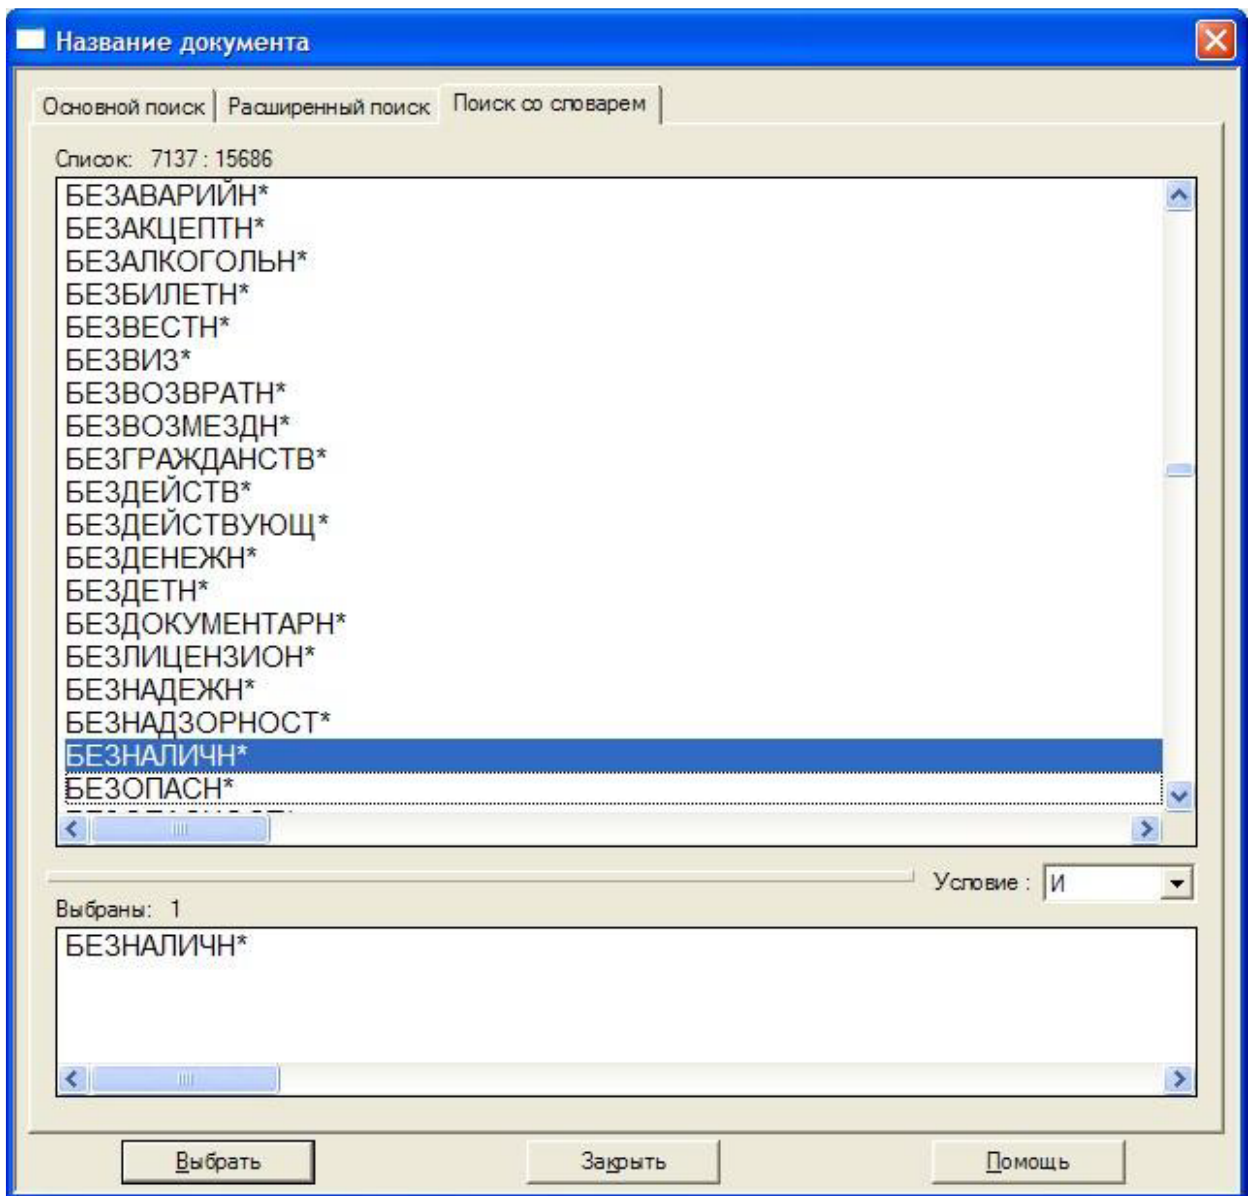 Название документа
Основной поиск Расширенный поиск Поиск со словарем
Список: 7137 : 15686
БЕЗАВАРИЙН*
БЕЗАКЦЕПТН*
БЕЗАЛКОГОЛЬН*
БЕЗБИЛЕТН*
БЕЗВЕСТН*
БЕЗВИЗ*
БЕЗВОЗВРАТН*
БЕЗВОЗМЕЗДН*
БЕЗГРАЖДАНСТВ*
БЕЗДЕЙСТВ*
БЕЗДЕЙСТВУЮЩ*
БЕЗДЕНЕЖН*
БЕЗДЕТН*
БЕЗДОКУМЕНТАРН*
БЕЗЛИЦЕНЗИОН*
БЕЗНАДЕЖН*
БЕЗНАДЗОРНОСТ*
БЕЗНАЛИЧН*
БЕЗОПАСН*
Условие : И
Выбраны: 1
БЕЗНАЛИЧН*
Выбрать Закрыть Помощь